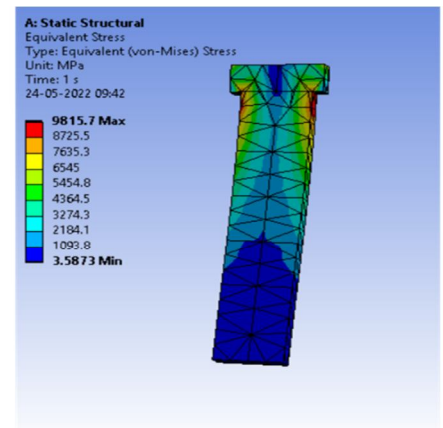 A: Static Structural
Equivalent Stress
Type: Equivalent (von-Mises) Stress
Unit: MPa
Time: 1 s
24-05-2022 09:42
9815.7 Max
8725.5
7635.3
6545
5454.8
4364.5
3274.3
2184.1
1093.8
3.5873 Min